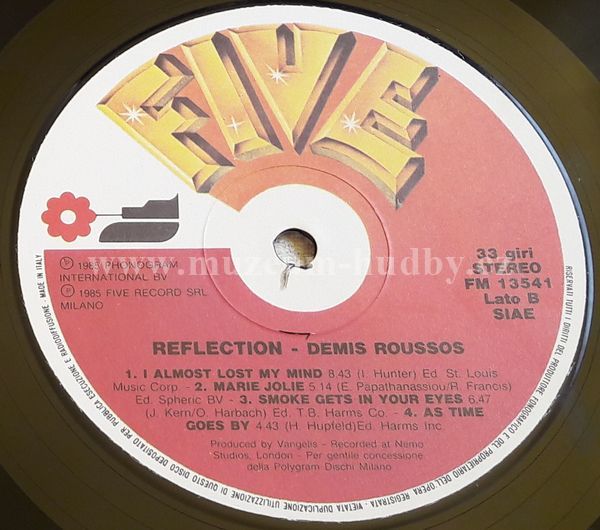 FIVE
Ⓟ 1985 PHONOGRAM
INTERNATIONAL BV
Ⓟ 1985 FIVE RECORD SRL
MILANO
33 giri
STEREO
FM 13541
Lato B
SIAE
www.muzeum-hudby.cz
REFLECTION - DEMIS ROUSSOS
1. I ALMOST LOST MY MIND 8.43 (I. Hunter) Ed. St. Louis
Music Corp. - 2. MARIE JOLIE 5.14 (E. Papathanassiou/R. Francis)
Ed. Spheric BV - 3. SMOKE GETS IN YOUR EYES 6.47
(J. Kern/O. Harbach) Ed. T.B. Harms Co. - 4. AS TIME
GOES BY 4.43 (H. Hupfeld)Ed Harms Inc.
Produced by Vangelis - Recorded at Nemo
Studios, London - Per gentile concessione
della Polygram Dischi Milano
RISERVATI TUTTI I DIRITTI DEL PRODUTTORE FONOGRAFICO E DEL PROPRIETARIO DELL'OPERA REGISTRATA - VIETATA DUPLICAZIONE UTILIZZAZIONE DISCO DEPOSITATO PER PUBBLICA ESECUZIONE E RADIODIFFUSIONE - MADE IN ITALY